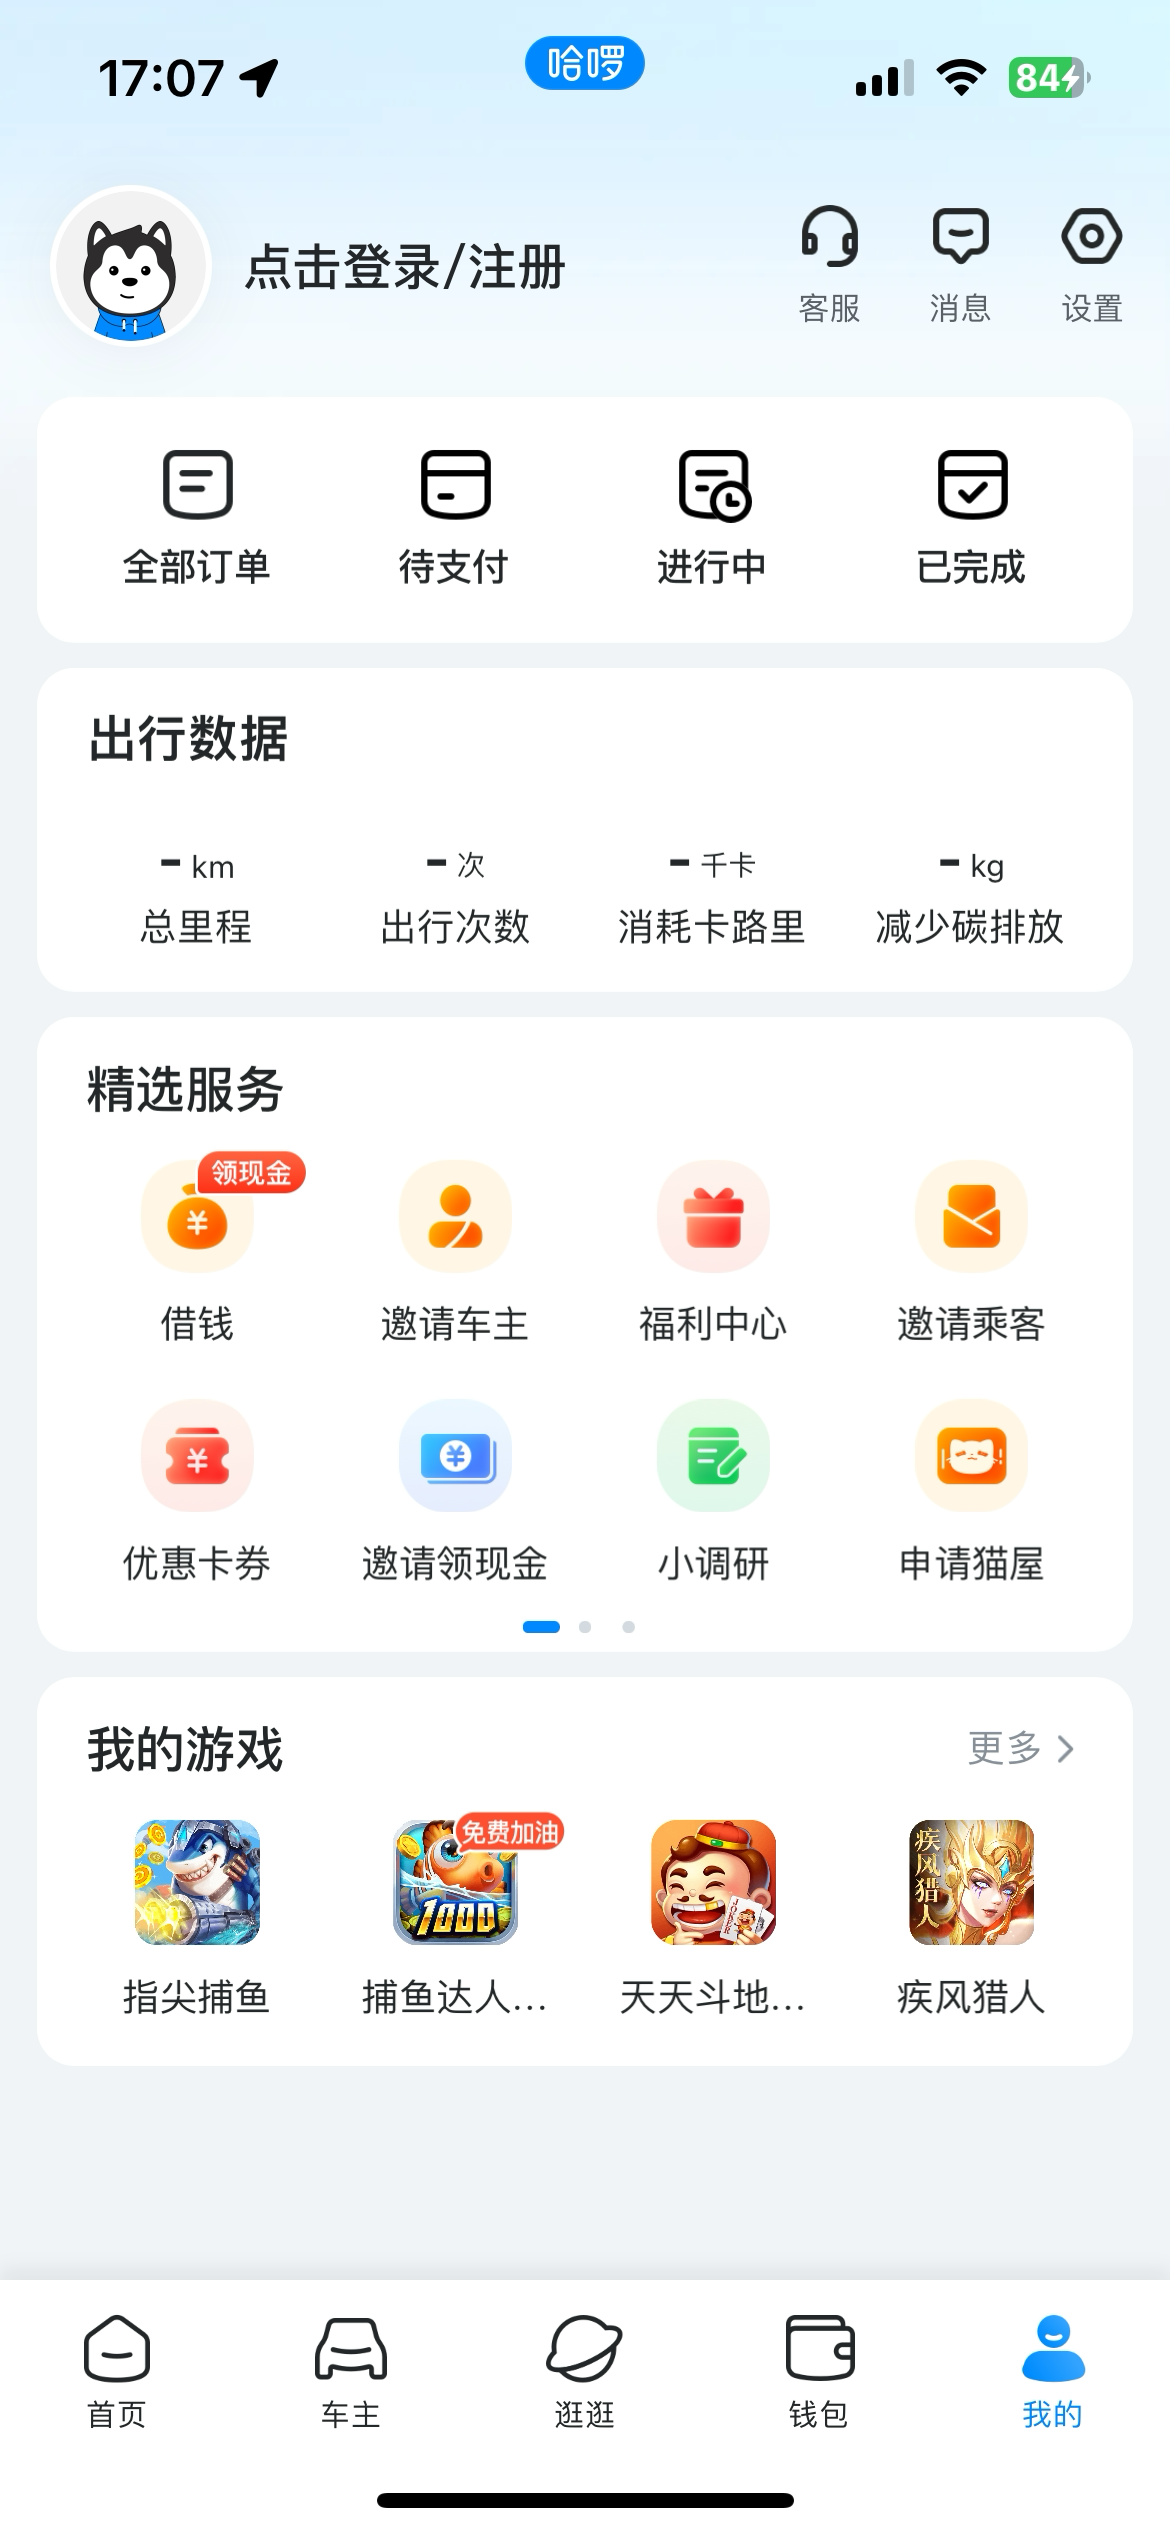 17:07
哈啰
84
点击登录/注册
客服 消息 设置
全部订单 待支付 进行中 已完成
出行数据
- km - 次 - 千卡 - kg
总里程 出行次数 消耗卡路里 减少碳排放
精选服务
领现金
借钱 邀请车主 福利中心 邀请乘客
优惠卡券 邀请领现金 小调研 申请猫屋
我的游戏
更多
免费加油
1000
疾风猎人
指尖捕鱼 捕鱼达人... 天天斗地... 疾风猎人
首页 车主 逛逛 钱包 我的